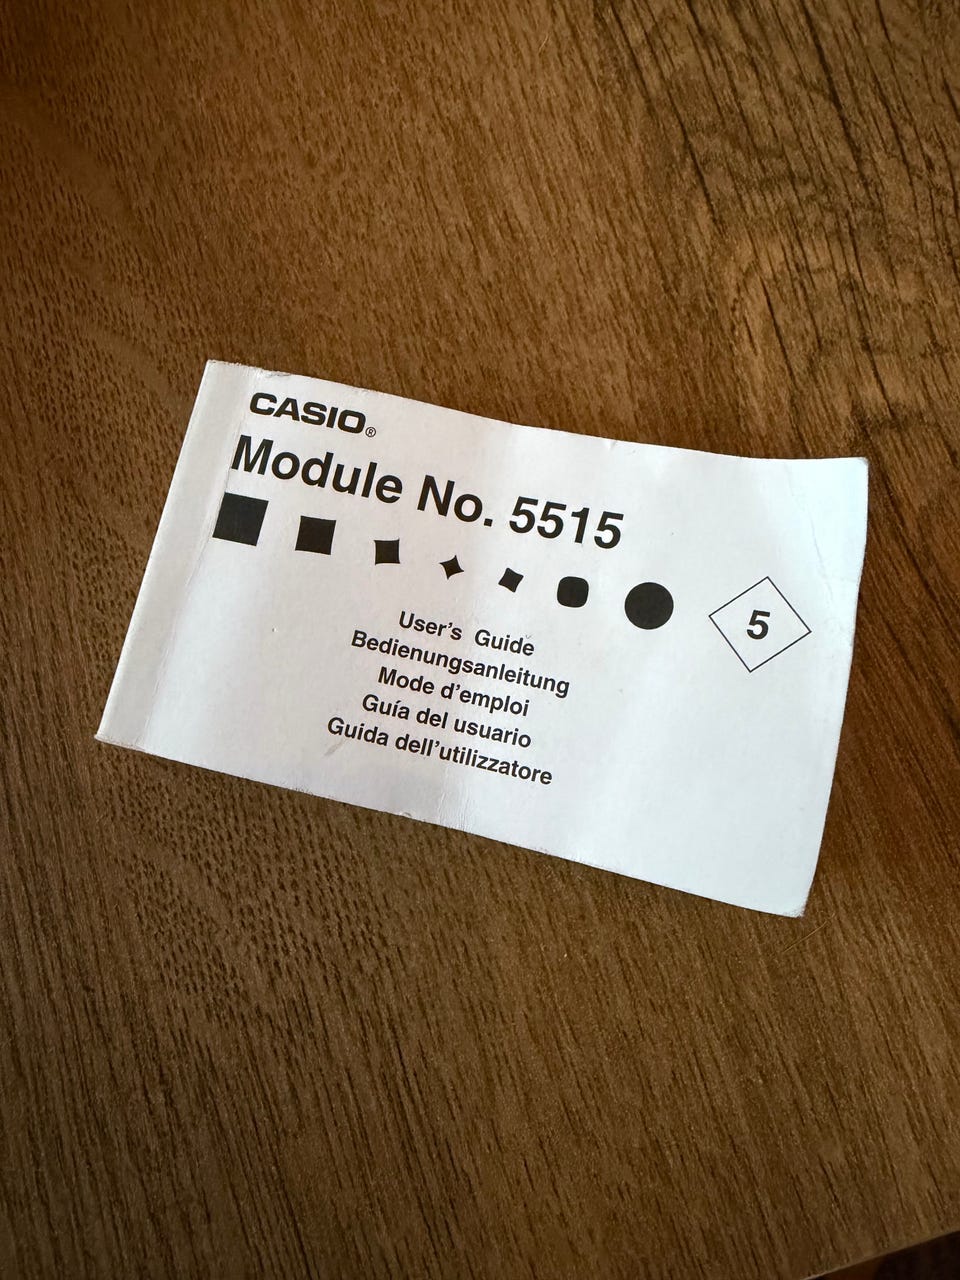 CASIO®
Module No. 5515
5
User's Guide
Bedienungsanleitung
Mode d'emploi
Guía del usuario
Guida dell'utilizzatore